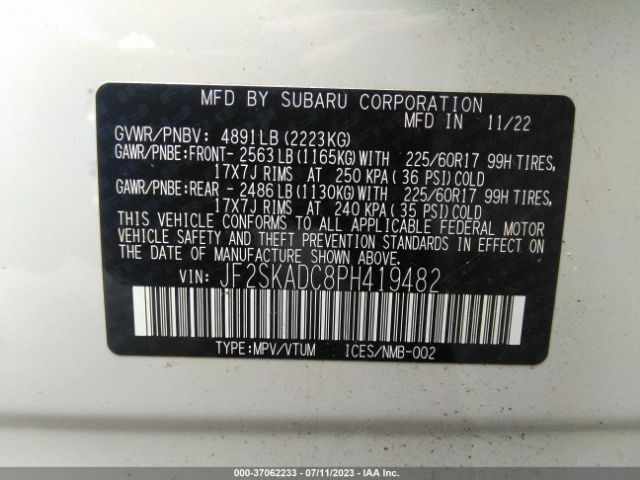 MFD BY SUBARU CORPORATION
MFD IN 11/22
GVWR/PNBV: 4891LB (2223KG)
GAWR/PNBE:FRONT- 2563 LB (1165KG) WITH 225/60R17 99H TIRES,
17X7J RIMS AT 250 KPA ( 36 PSI) COLD
GAWR/PNBE:REAR - 2486 LB (1130KG) WITH 225/60R17 99H TIRES,
17X7J RIMS AT 240 KPA ( 35 PSI) COLD
THIS VEHICLE CONFORMS TO ALL APPLICABLE FEDERAL MOTOR
VEHICLE SAFETY AND THEFT PREVENTION STANDARDS IN EFFECT ON
THE DATE OF MANUFACTURE SHOWN ABOVE.
VIN: JF2SKADC8PH419482
TYPE:MPV/VTUM ICES/NMB-002
000-37062233 - 07/11/2023 - IAA Inc.